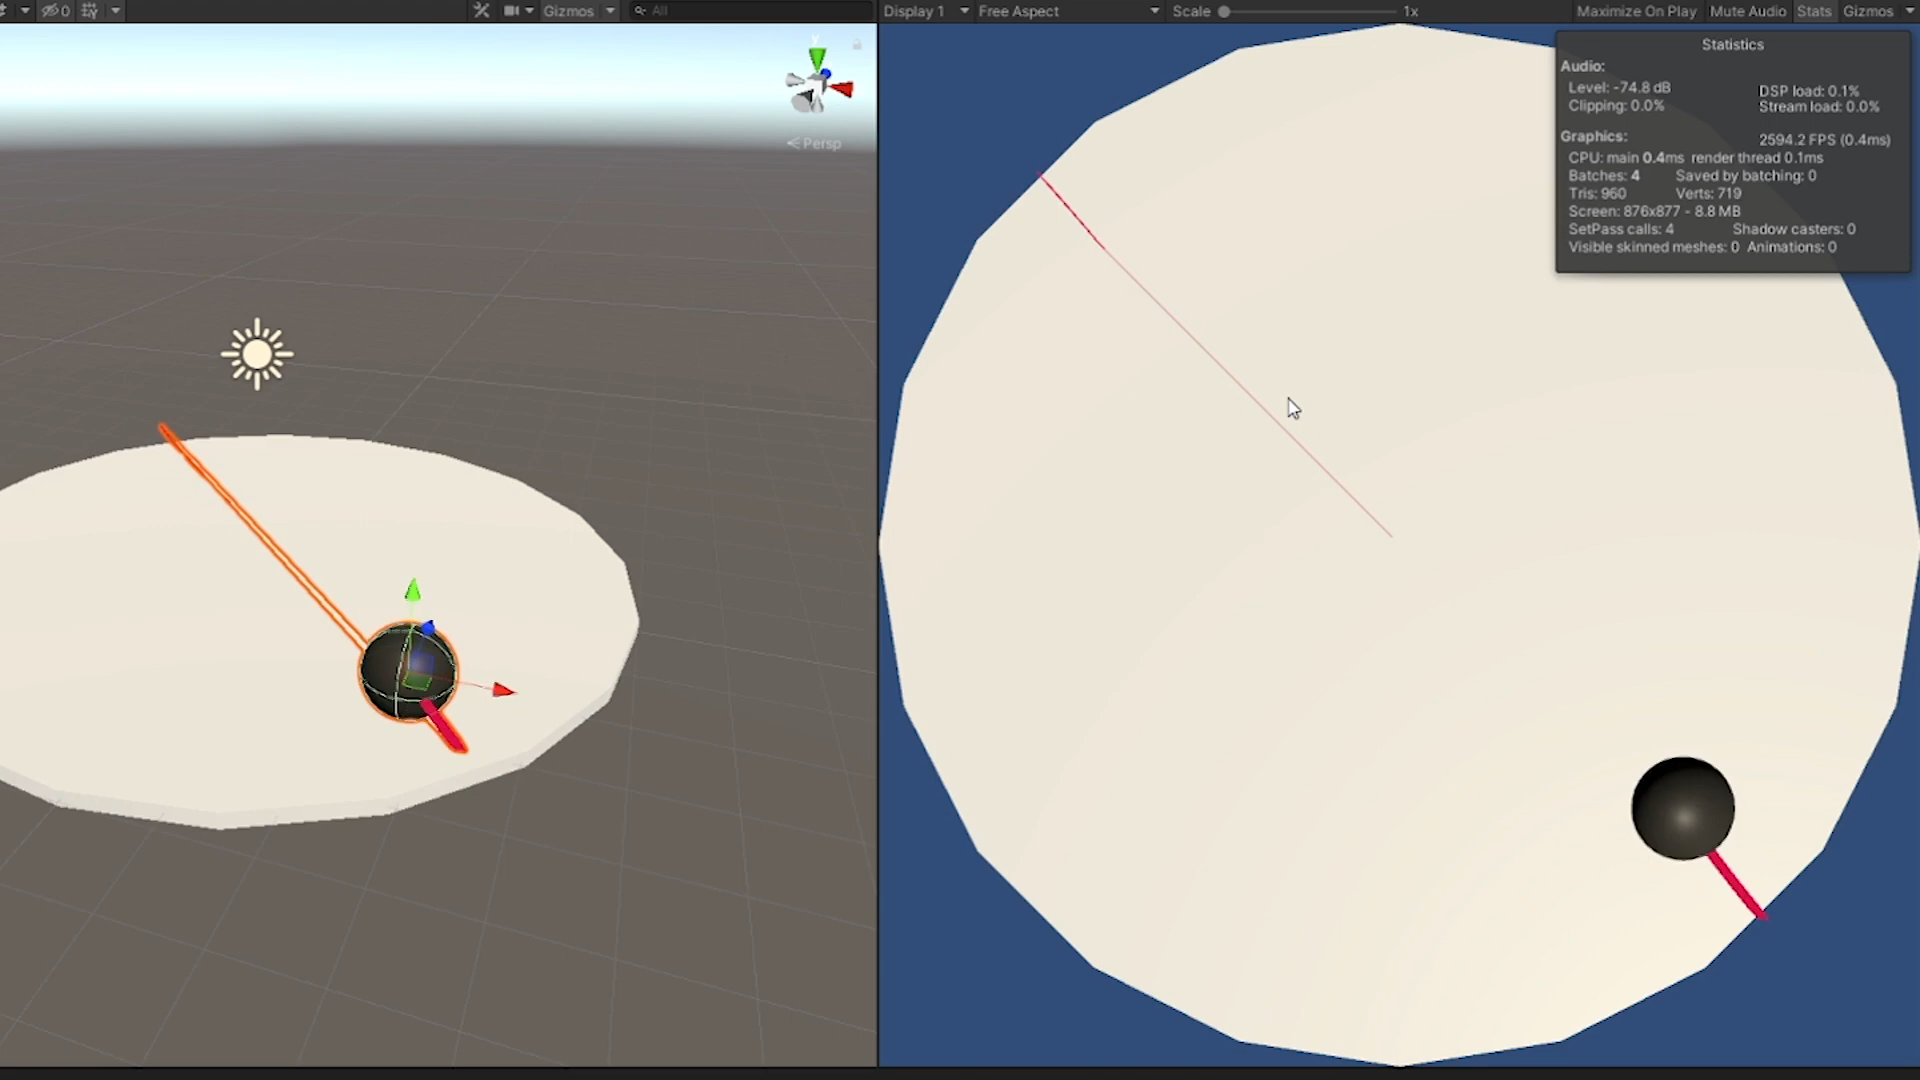 0 Gizmos All
Display 1 Free Aspect Scale 1x Maximize On Play Mute Audio Stats Gizmos
Y
Persp
Statistics
Audio:
Level: -74.8 dB DSP load: 0.1%
Clipping: 0.0% Stream load: 0.0%
Graphics: 2594.2 FPS (0.4ms)
CPU: main 0.4ms render thread 0.1ms
Batches: 4 Saved by batching: 0
Tris: 960 Verts: 719
Screen: 876x877 - 8.8 MB
SetPass calls: 4 Shadow casters: 0
Visible skinned meshes: 0 Animations: 0